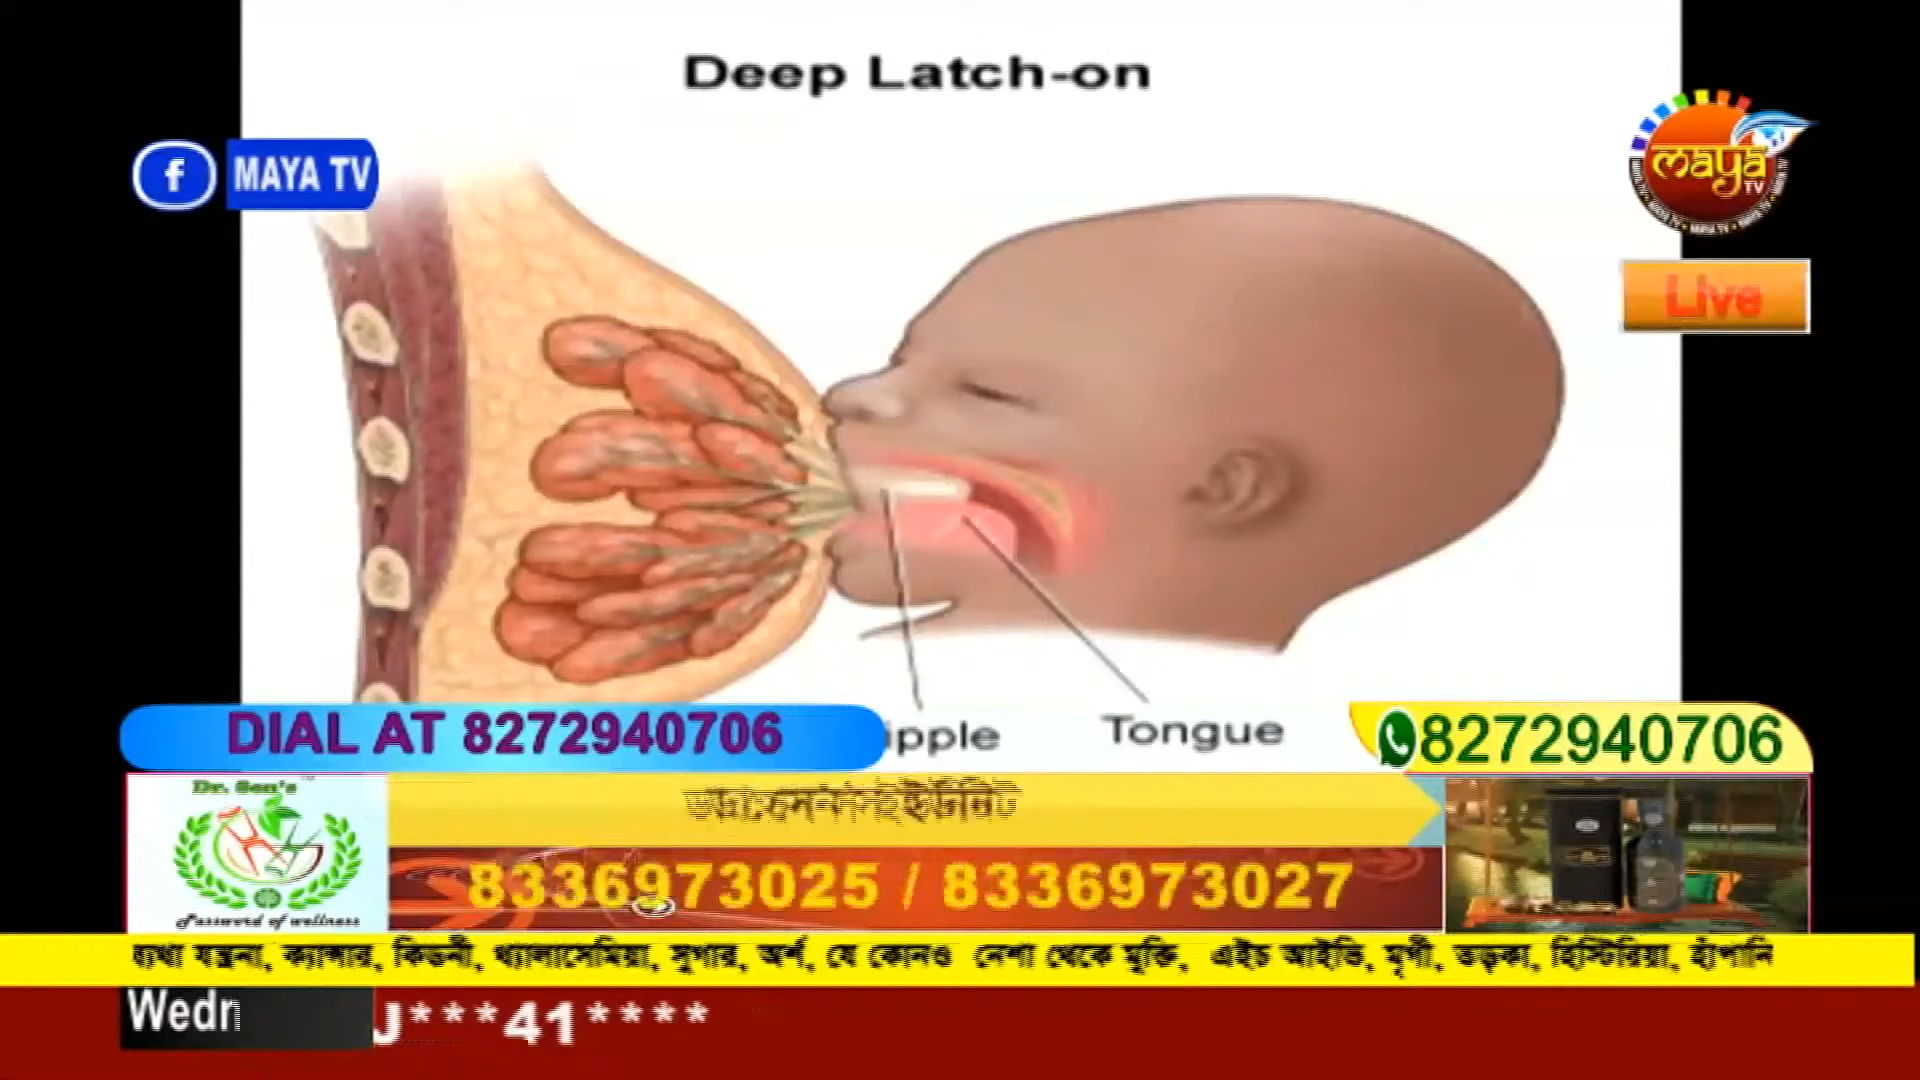 Deep Latch-on
f MAYA TV
maya TV
Live
DIAL AT 8272940706
ipple
Tongue
8272940706
Dr. Sen's
Password of wellness
8336973025 / 8336973027
ব্যথা যন্ত্রনা, ক্যান্সার, কিডনী, থ্যালাসেমিয়া, সুগার, অর্শ, যে কোনও নেশা থেকে মুক্তি, এইচ আইভি, মৃগী, তড়কা, হিস্টিরিয়া, হাঁপানি
Wedn
J***41****